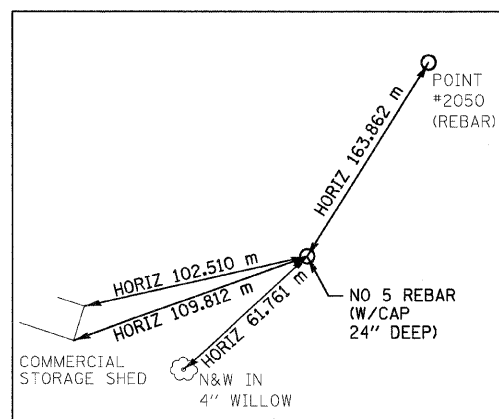 POINT
#2050
(REBAR)
HORIZ 163.862 m
HORIZ 102.510 m
HORIZ 109.812 m
HORIZ 61.761 m
NO 5 REBAR
(W/CAP
24" DEEP)
COMMERCIAL
STORAGE SHED
N&W IN
4" WILLOW